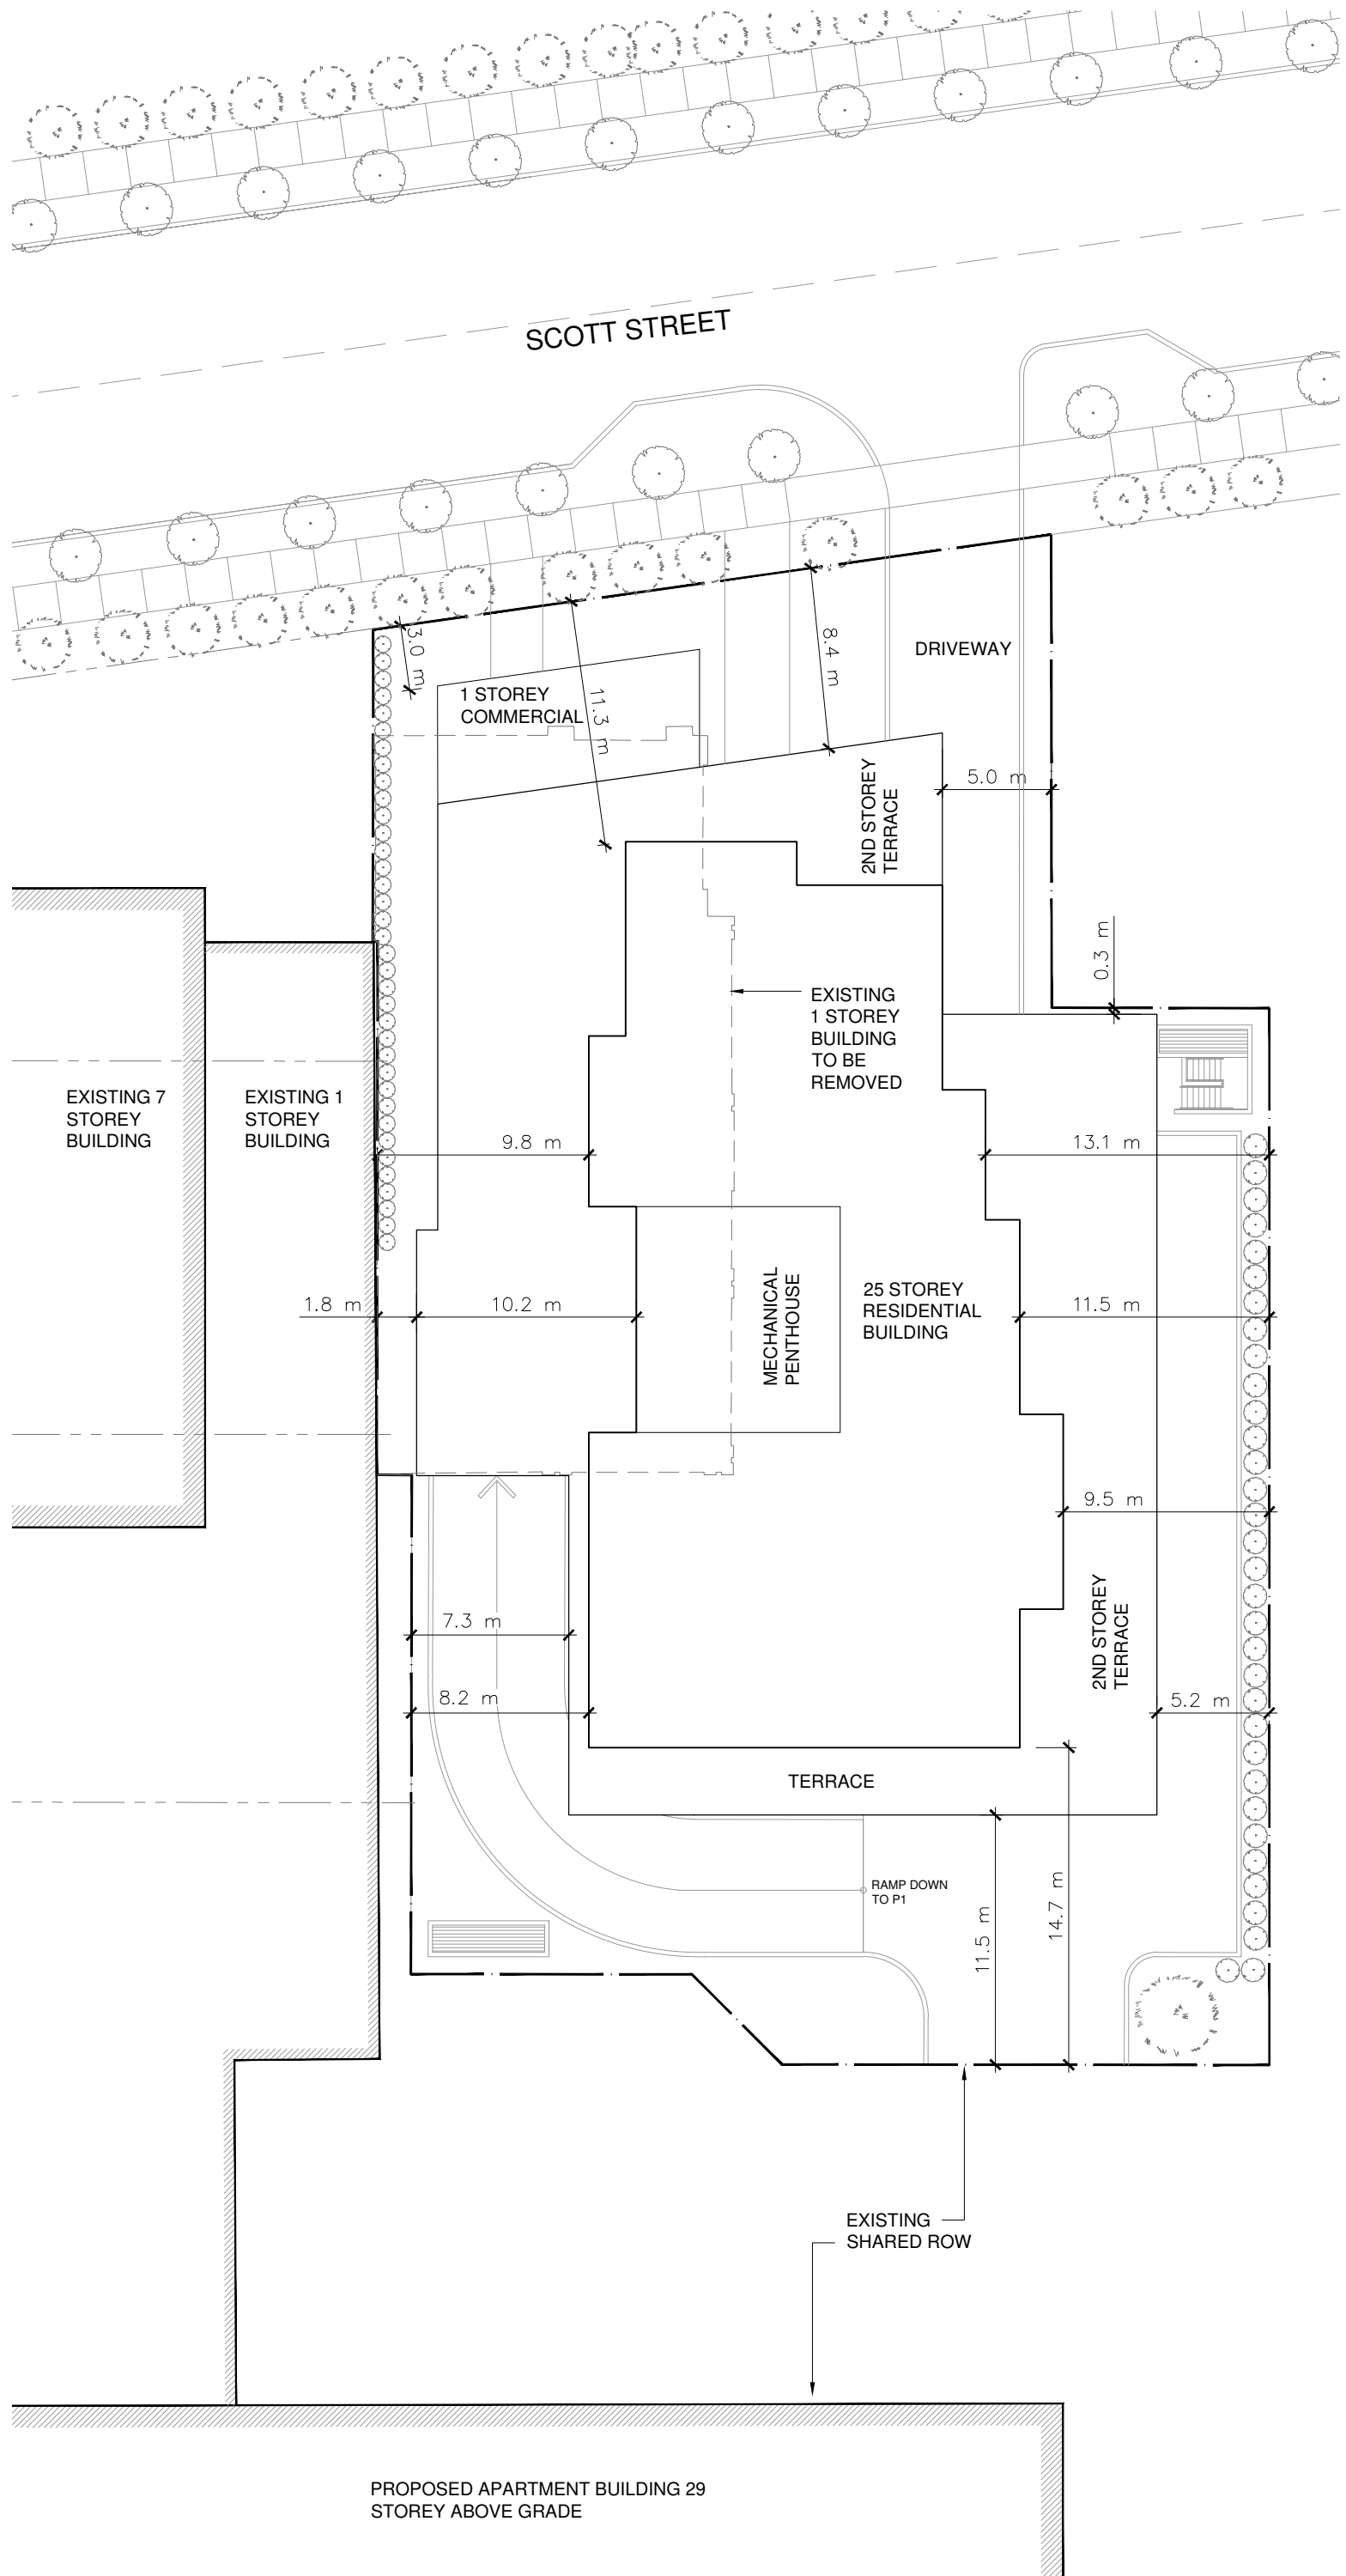 SCOTT STREET
3.0 m
1 STOREY
COMMERCIAL
11.3 m
8.4 m
DRIVEWAY
2ND STOREY
TERRACE
5.0 m
0.3 m
EXISTING
1 STOREY
BUILDING
TO BE
REMOVED
EXISTING 7
STOREY
BUILDING
EXISTING 1
STOREY
BUILDING
9.8 m
13.1 m
1.8 m
10.2 m
MECHANICAL
PENTHOUSE
25 STOREY
RESIDENTIAL
BUILDING
11.5 m
9.5 m
7.3 m
2ND STOREY
TERRACE
8.2 m
5.2 m
TERRACE
RAMP DOWN
TO P1
11.5 m
14.7 m
EXISTING
SHARED ROW
PROPOSED APARTMENT BUILDING 29
STOREY ABOVE GRADE